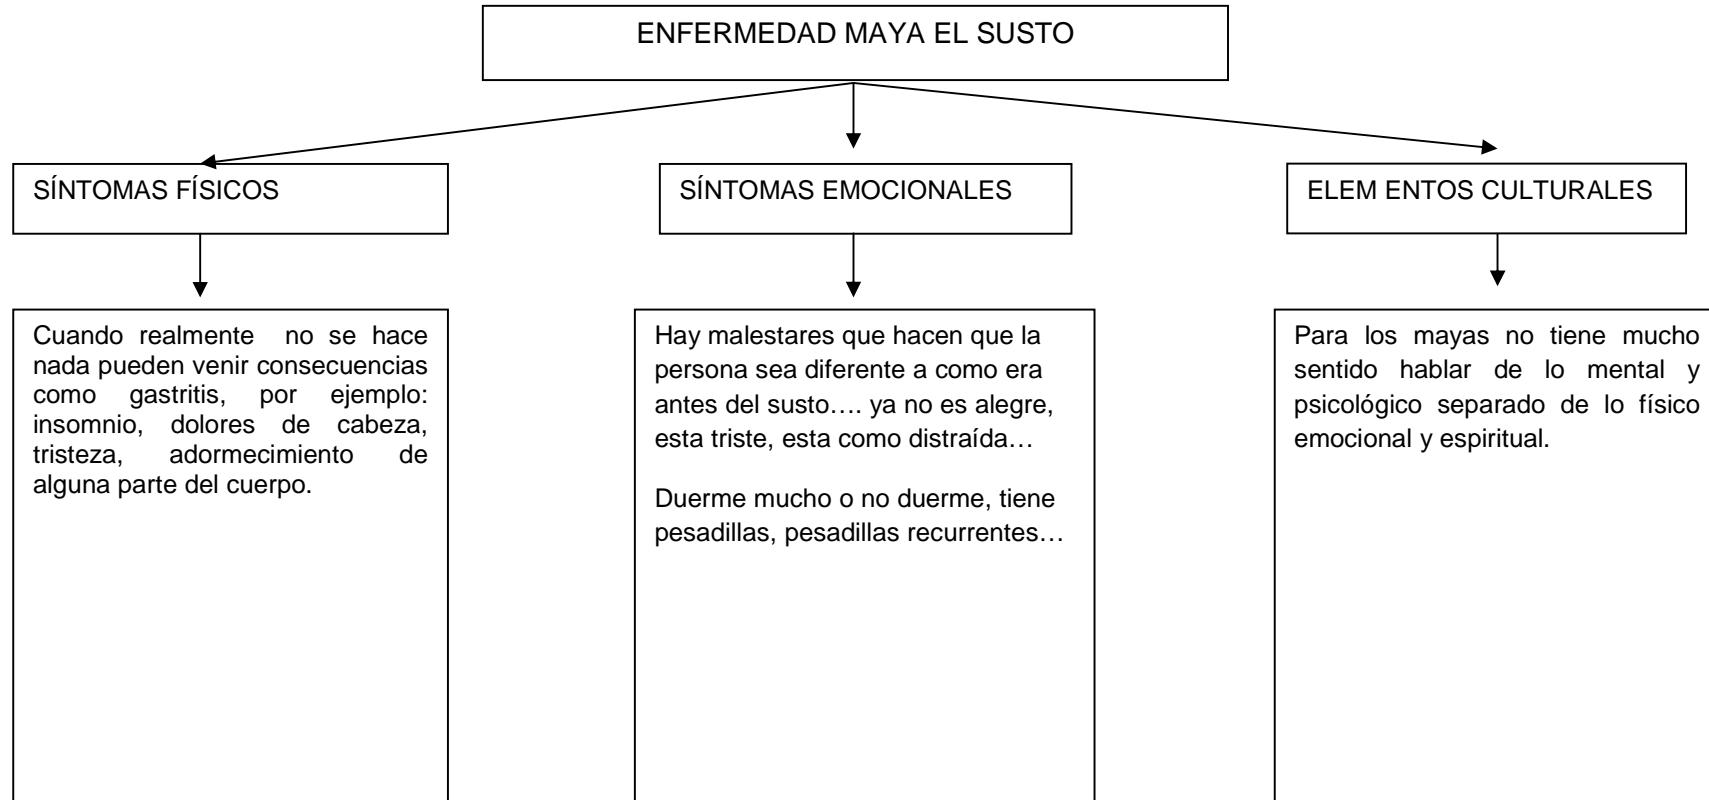 ENFERMEDAD MAYA EL SUSTO
SÍNTOMAS FÍSICOS
SÍNTOMAS EMOCIONALES
ELEM ENTOS CULTURALES
Cuando realmente no se hace
nada pueden venir consecuencias
como gastritis, por ejemplo:
insomnio, dolores de cabeza,
tristeza, adormecimiento de
alguna parte del cuerpo.
Hay malestares que hacen que la
persona sea diferente a como era
antes del susto…. ya no es alegre,
esta triste, esta como distraída…
Duerme mucho o no duerme, tiene
pesadillas, pesadillas recurrentes…
Para los mayas no tiene mucho
sentido hablar de lo mental y
psicológico separado de lo físico
emocional y espiritual.